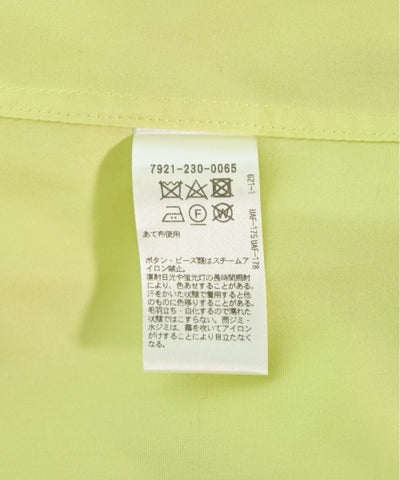 7921-230-0065
F W
あて布使用
ボタン・ビーズ類はスチームア
イロン禁止。
直射日光や蛍光灯の長時間照射
により、色あせすることがある。
汗をかいた状態で着用すると他
のものに色移りすることがある。
毛羽立ち・白化するので濡れた
状態ではこすらない。雨ジミ・
水ジミは、霧を吹いてアイロン
がけすることにより目立たなく
なる。
621-1
UAF-175 UAF-178